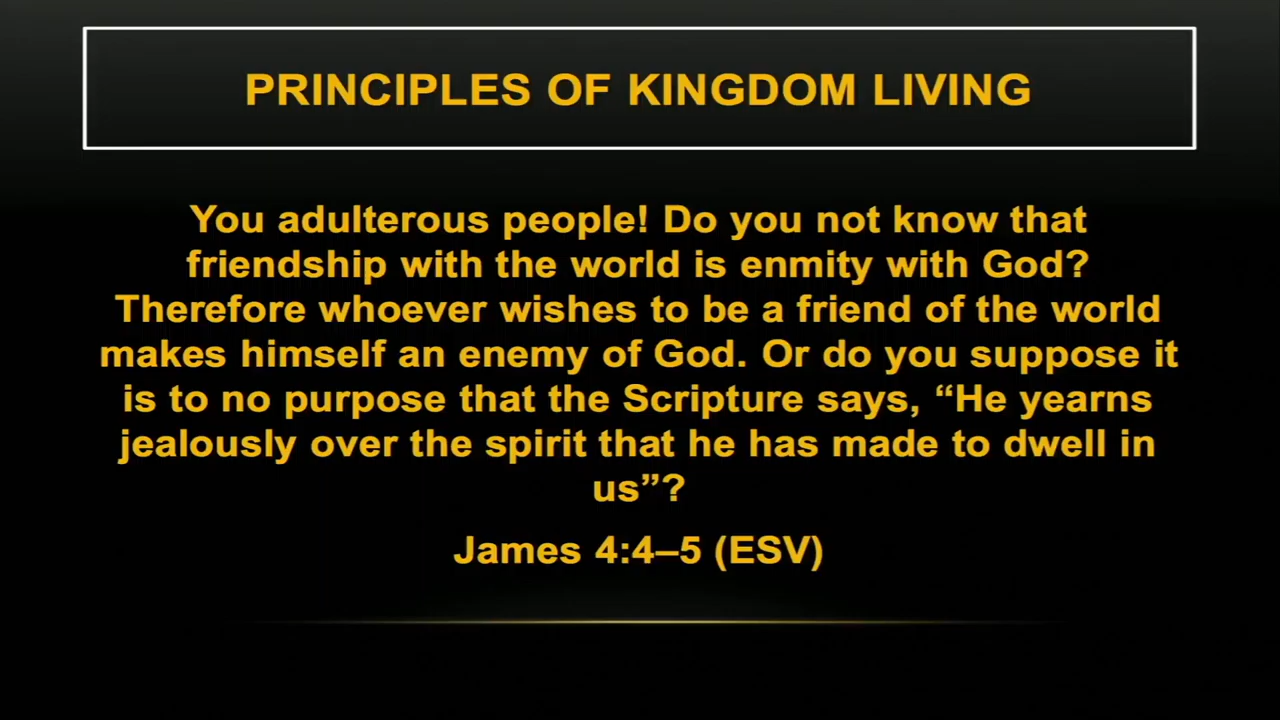 PRINCIPLES OF KINGDOM LIVING
You adulterous people! Do you not know that
friendship with the world is enmity with God?
Therefore whoever wishes to be a friend of the world
makes himself an enemy of God. Or do you suppose it
is to no purpose that the Scripture says, “He yearns
jealously over the spirit that he has made to dwell in
us”?
James 4:4–5 (ESV)